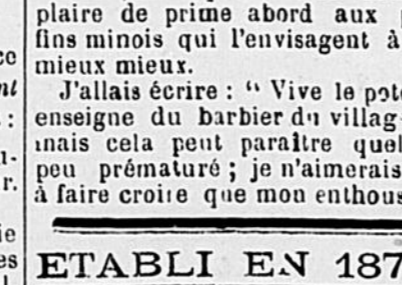 plaire de prime abord aux
fins minois qui l'envisagent à
mieux mieux.
J'allais écrire : " Vive le pot
enseigne du barbier du villag
mais cela peut paraître quel
peu prématuré ; je n'aimerais
à faire croire que mon enthous
ETABLI EN 187